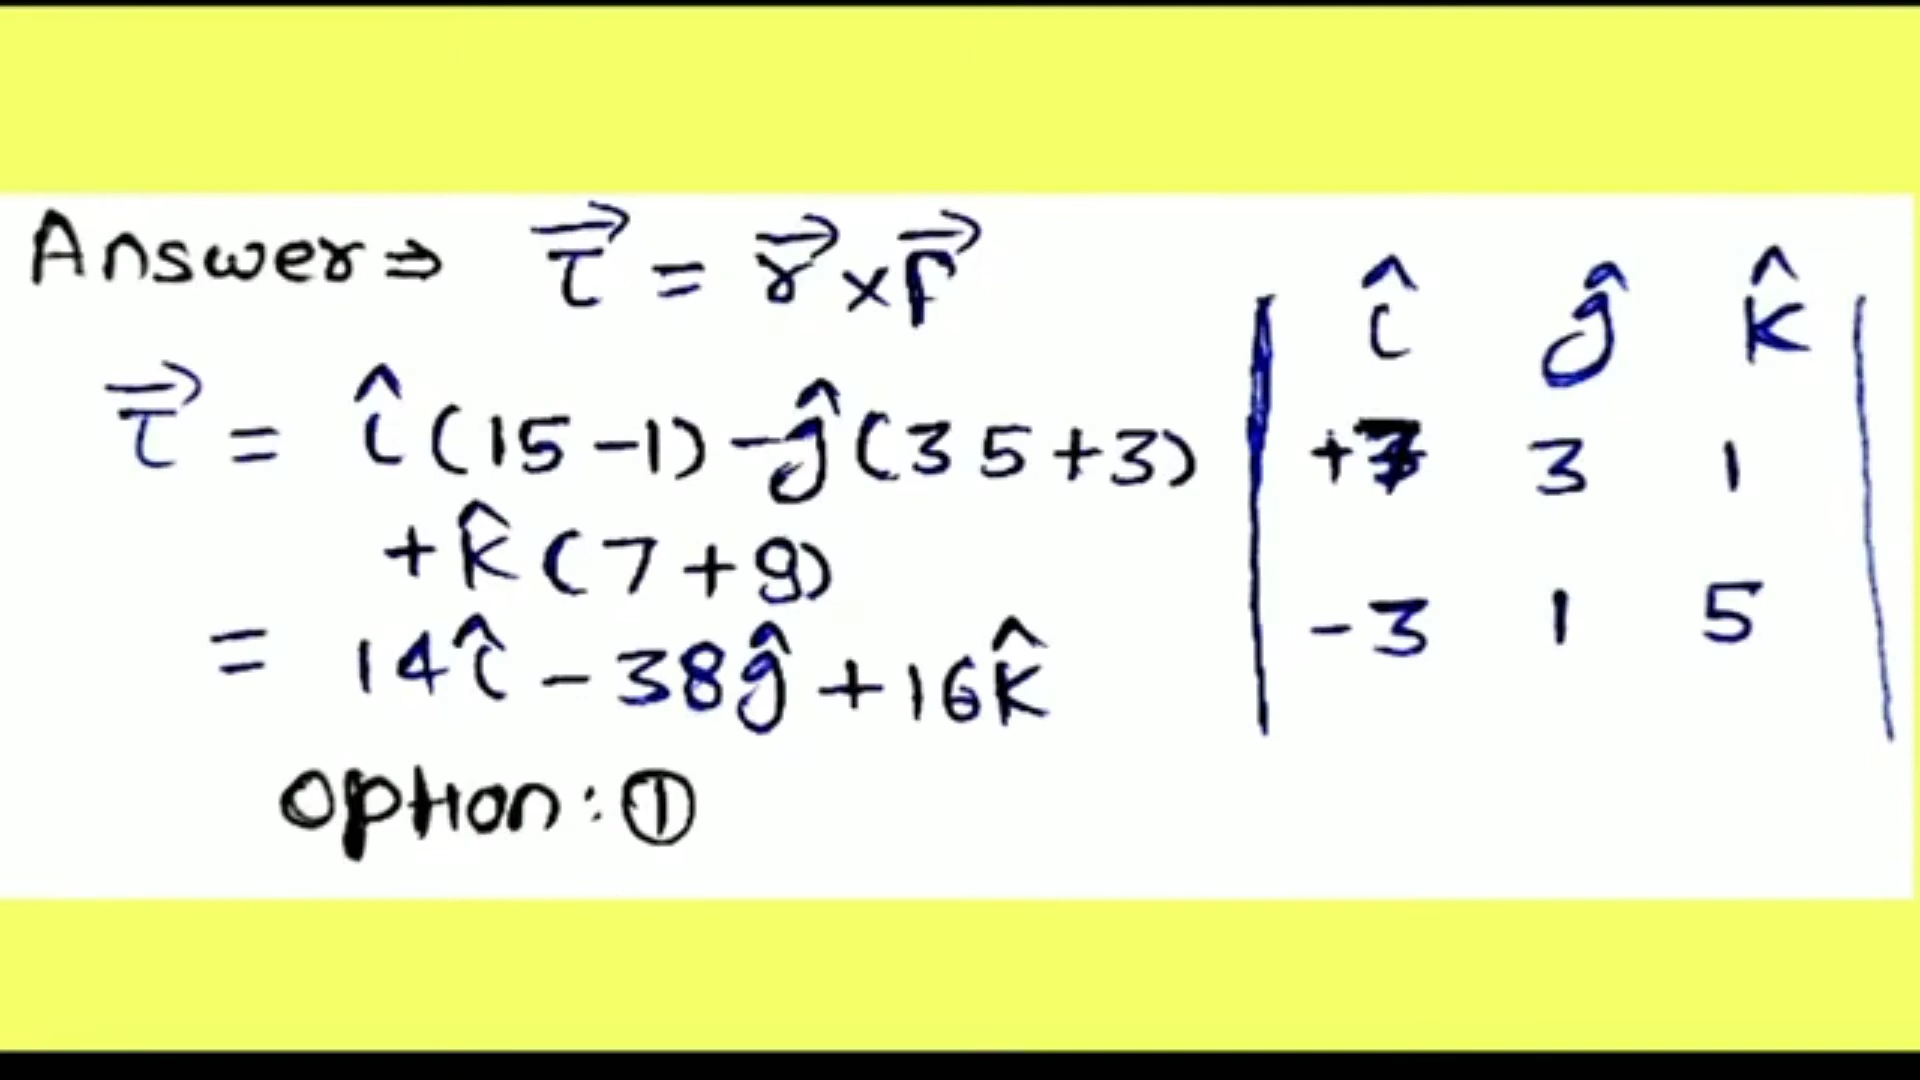 Answer ⇒ τ⃗ = r⃗ × F⃗
τ⃗ = î (15 - 1) - ĵ (35 + 3)
+ k̂ (7 + 9)
= 14î - 38ĵ + 16k̂
option : ①
| î ĵ k̂ |
| +7 3 1 |
| -3 1 5 |